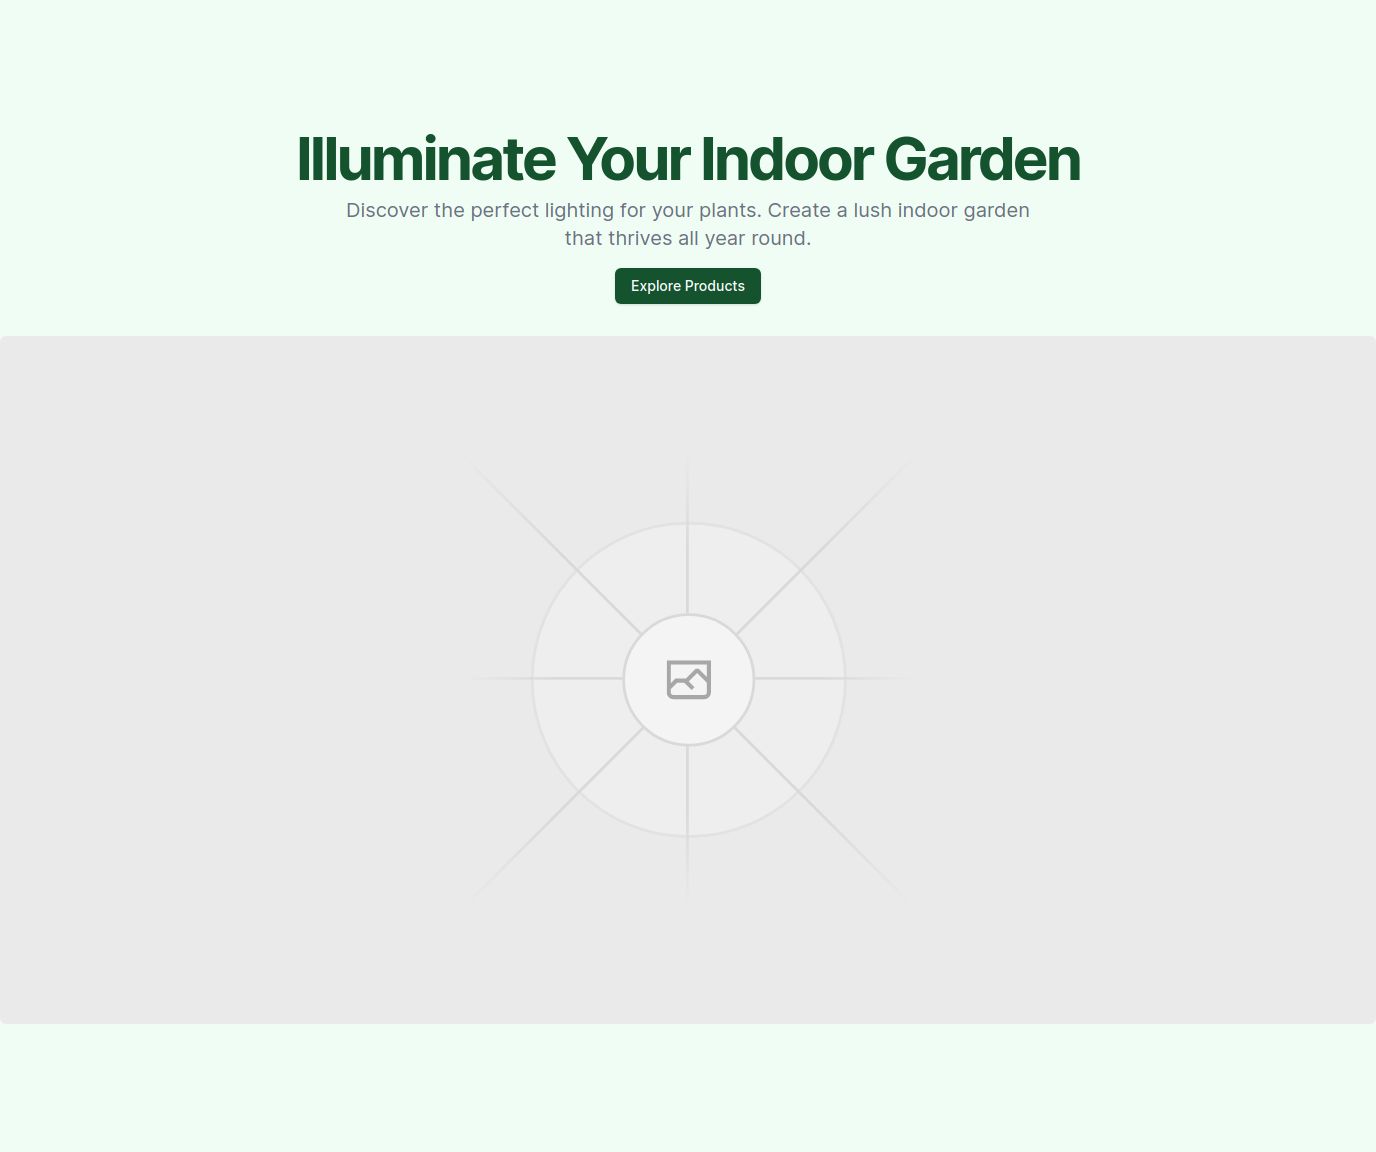 Illuminate Your Indoor Garden
Discover the perfect lighting for your plants. Create a lush indoor garden
that thrives all year round.
Explore Products